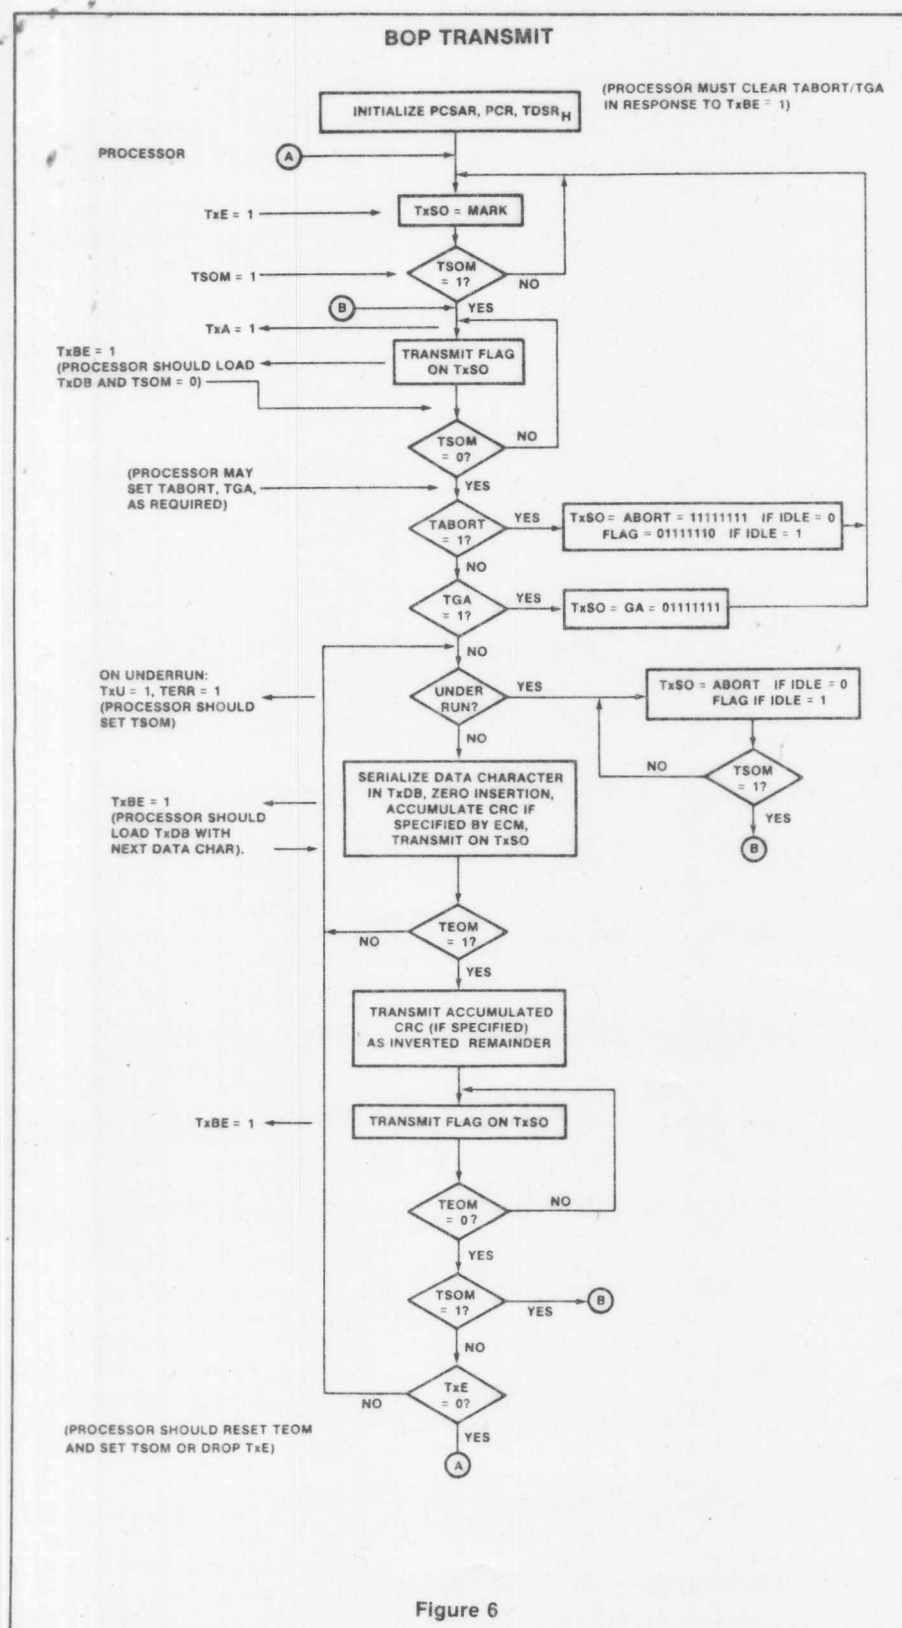 BOP TRANSMIT
(PROCESSOR MUST CLEAR TABORT/TGA
IN RESPONSE TO TxBE = 1)
INITIALIZE PCSAR, PCR, TDSRH
PROCESSOR
A
TxE = 1
TxSO = MARK
TSOM = 1
TSOM
= 1?
NO
B
YES
TxA = 1
TxBE = 1
(PROCESSOR SHOULD LOAD
TxDB AND TSOM = 0)
TRANSMIT FLAG
ON TxSO
TSOM
= 0?
NO
YES
(PROCESSOR MAY
SET TABORT, TGA,
AS REQUIRED)
TABORT
= 1?
YES
TxSO = ABORT = 11111111 IF IDLE = 0
FLAG = 01111110 IF IDLE = 1
NO
TGA
= 1?
YES
TxSO = GA = 01111111
NO
ON UNDERRUN:
TxU = 1, TERR = 1
(PROCESSOR SHOULD
SET TSOM)
UNDER
RUN?
YES
TxSO = ABORT IF IDLE = 0
FLAG IF IDLE = 1
NO
NO
TSOM
= 1?
YES
B
SERIALIZE DATA CHARACTER
IN TxDB, ZERO INSERTION,
ACCUMULATE CRC IF
SPECIFIED BY ECM,
TRANSMIT ON TxSO
TxBE = 1
(PROCESSOR SHOULD
LOAD TxDB WITH
NEXT DATA CHAR).
TEOM
= 1?
NO
YES
TRANSMIT ACCUMULATED
CRC (IF SPECIFIED)
AS INVERTED REMAINDER
TxBE = 1
TRANSMIT FLAG ON TxSO
TEOM
= 0?
NO
YES
TSOM
= 1?
YES
B
NO
TxE
= 0?
NO
YES
(PROCESSOR SHOULD RESET TEOM
AND SET TSOM OR DROP TxE)
A
Figure 6